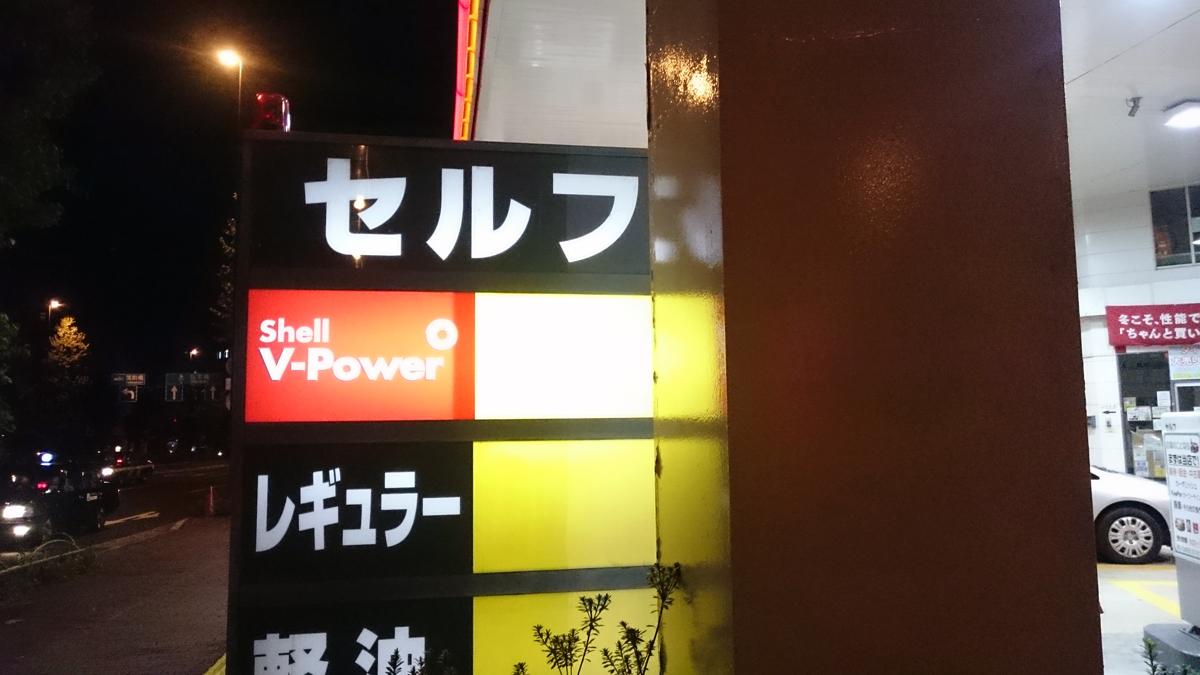 セルフ
Shell
V-Power
レギュラー
軽油
冬こそ、性能で
「ちゃんと買い